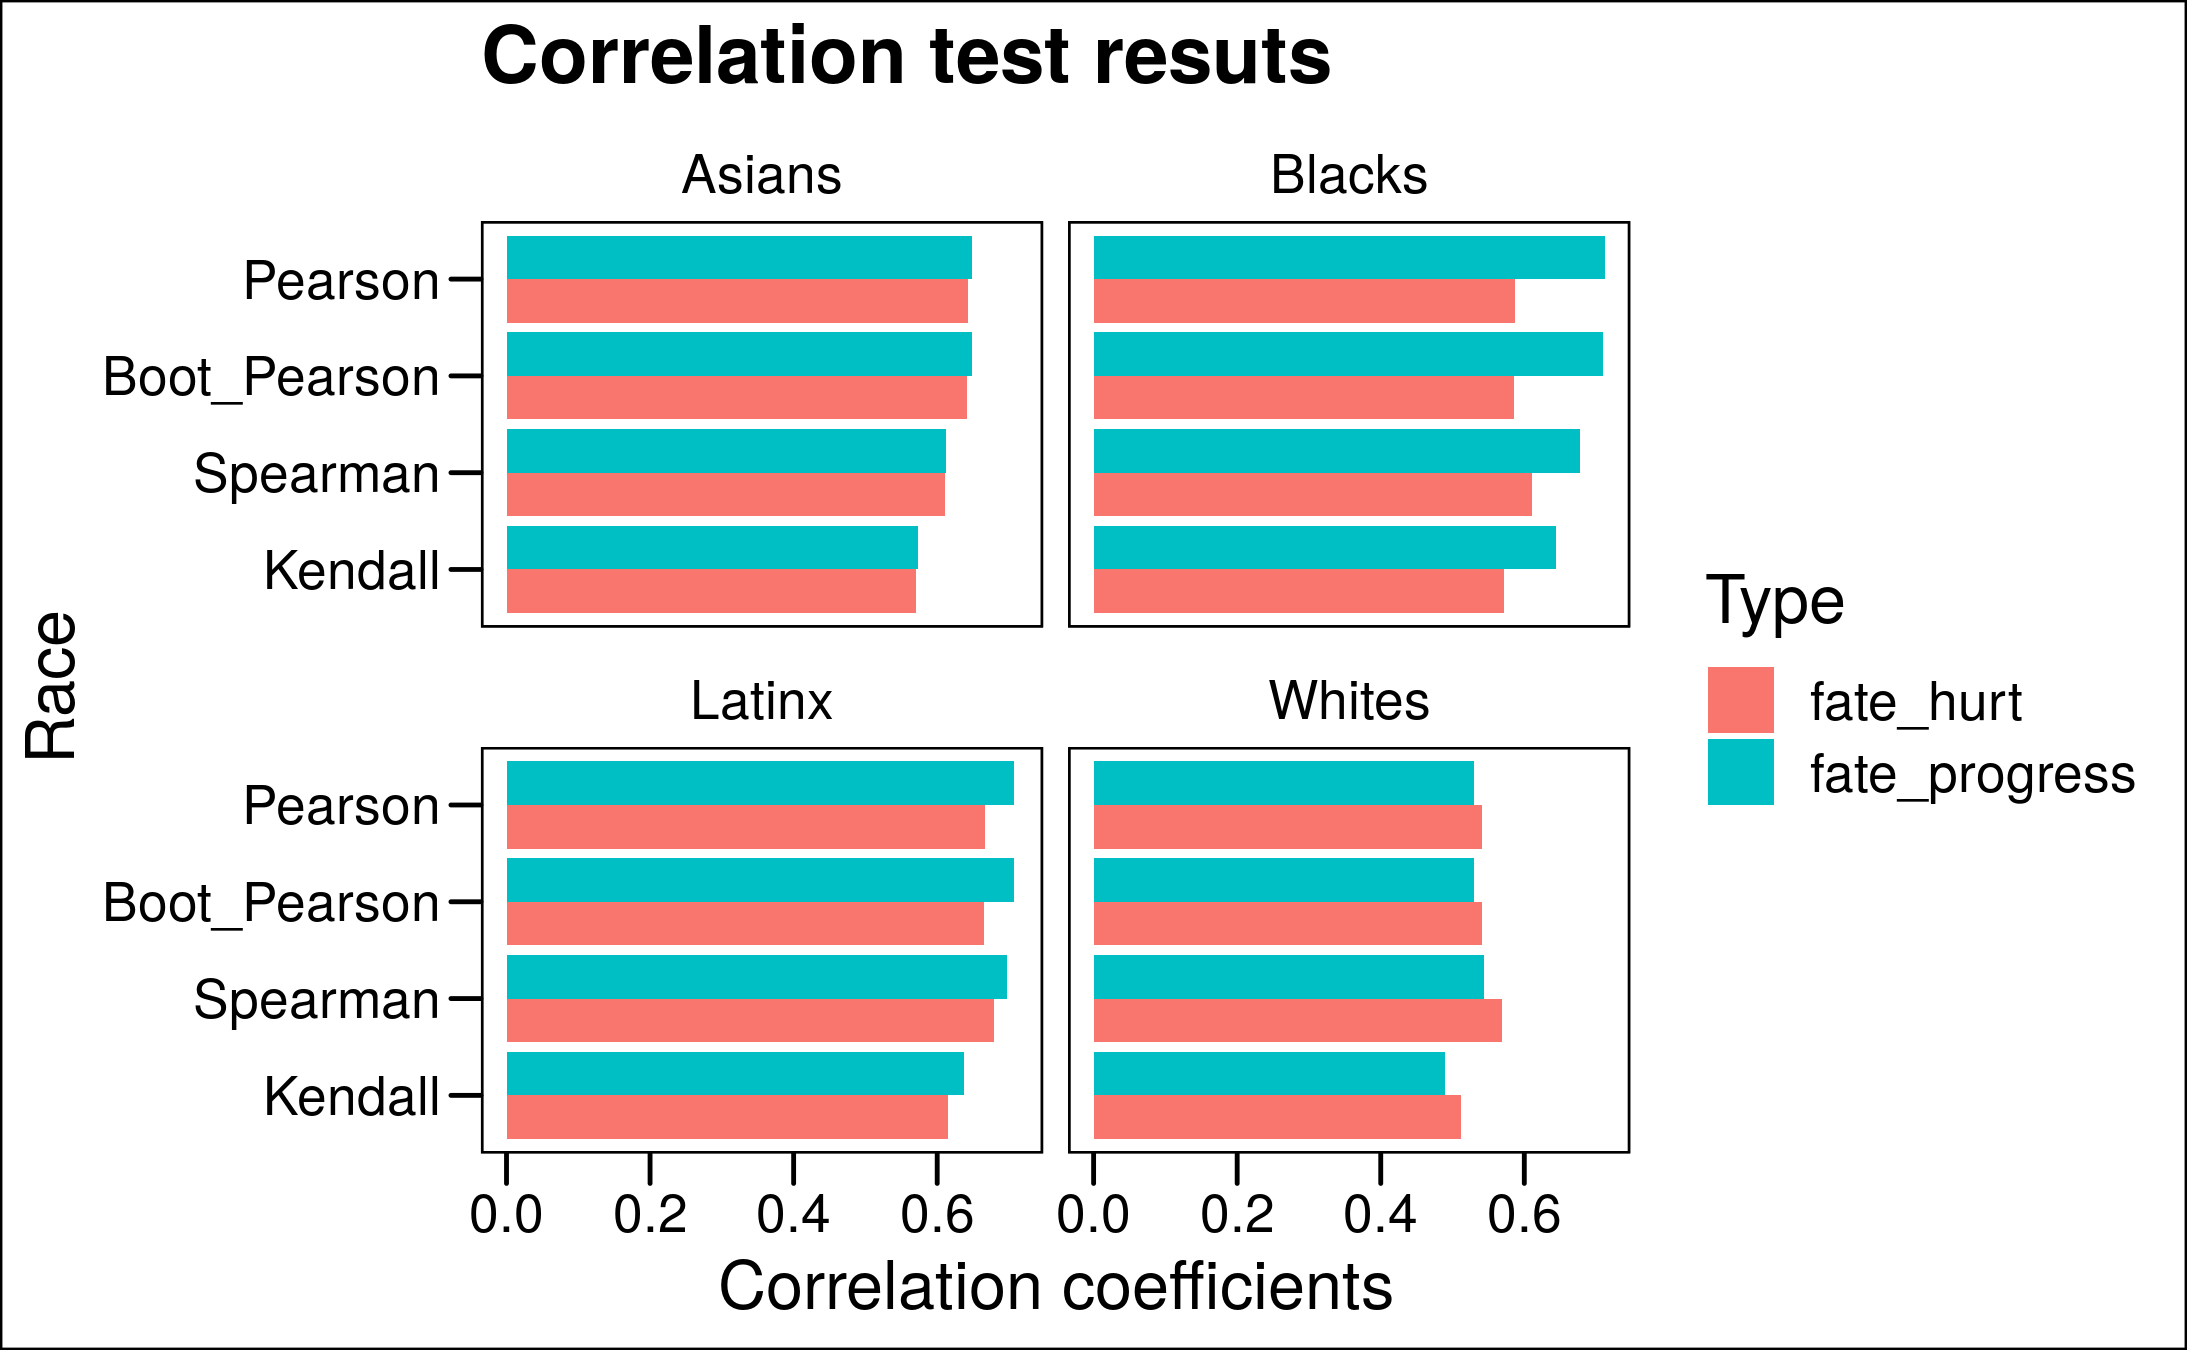 Correlation test resuts
Asians
Blacks
Pearson
Boot_Pearson
Spearman
Kendall
Race
Latinx
Whites
Pearson
Boot_Pearson
Spearman
Kendall
0.0 0.2 0.4 0.6 0.0 0.2 0.4 0.6
Correlation coefficients
Type
fate_hurt
fate_progress